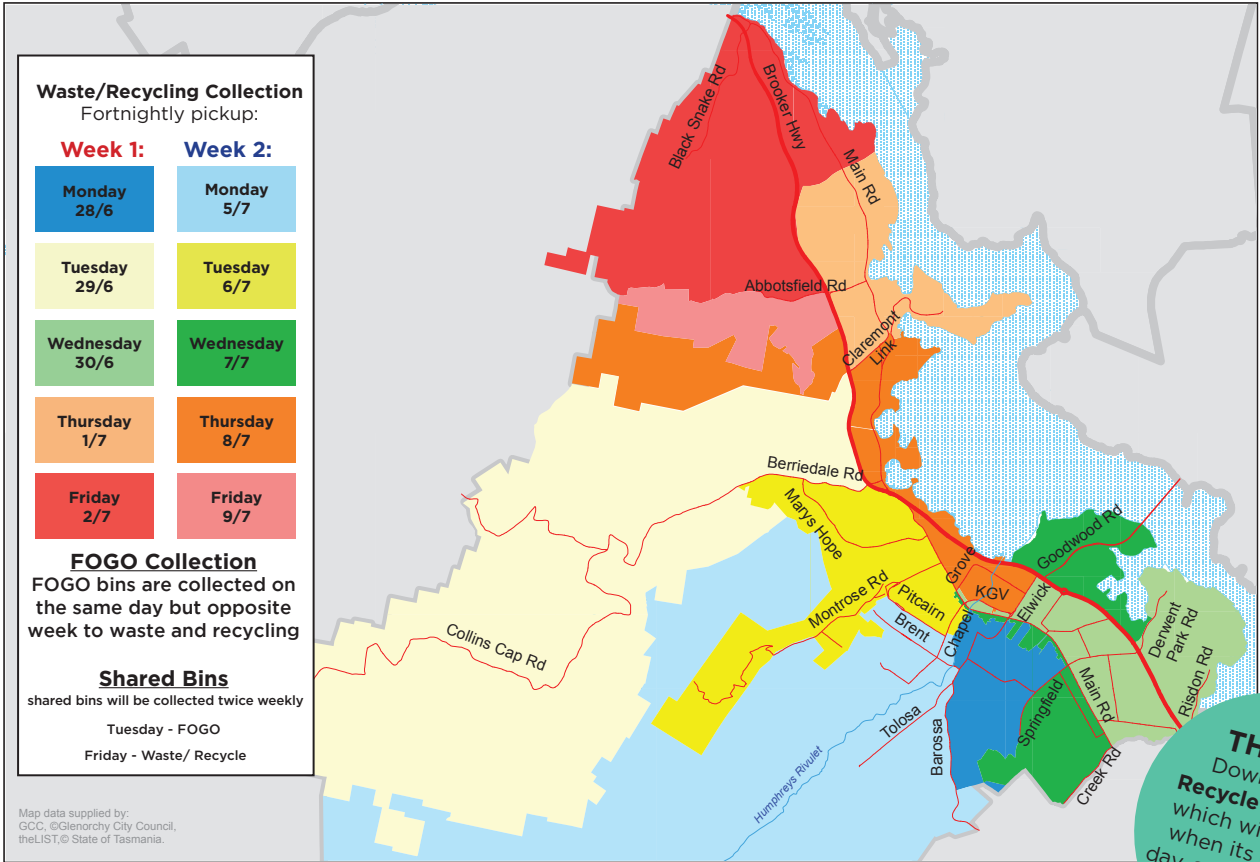 Waste/Recycling Collection
Fortnightly pickup:
Week 1:
Week 2:
Monday
28/6
Monday
5/7
Tuesday
29/6
Tuesday
6/7
Wednesday
30/6
Wednesday
7/7
Thursday
1/7
Thursday
8/7
Friday
2/7
Friday
9/7
FOGO Collection
FOGO bins are collected on
the same day but opposite
week to waste and recycling
Shared Bins
shared bins will be collected twice weekly
Tuesday - FOGO
Friday - Waste/ Recycle
Map data supplied by:
GCC, ©Glenorchy City Council,
theLIST,© State of Tasmania.
Black Snake Rd
Brooker Hwy
Main Rd
Abbotsfield Rd
Claremont
Link
Berriedale Rd
Marys Hope
Goodwood Rd
Grove
KGV
Elwick
Montrose Rd
Pitcairn
Brent
Chapel
Derwent
Park Rd
Collins Cap Rd
Risdon Rd
Main Rd
Springfield
Tolosa
Barossa
Creek Rd
Humphreys Rivulet
TH
Down
Recycle
which wi
when its
day